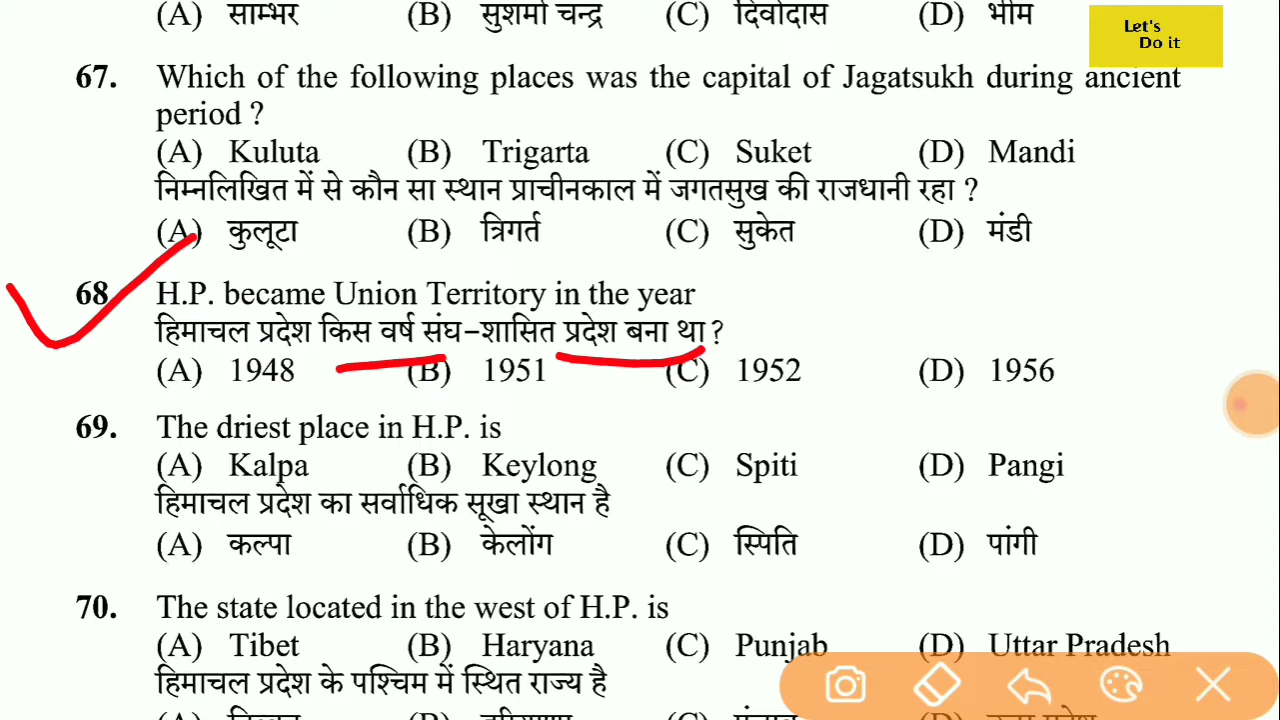 (A) साम्भर (B) सुशर्मा चन्द्र (C) दिवोदास (D) भीम
Let's
Do it
67. Which of the following places was the capital of Jagatsukh during ancient
period ?
(A) Kuluta (B) Trigarta (C) Suket (D) Mandi
निम्नलिखित में से कौन सा स्थान प्राचीनकाल में जगतसुख की राजधानी रहा ?
(A) कुलूटा (B) त्रिगर्त (C) सुकेत (D) मंडी
68 H.P. became Union Territory in the year
हिमाचल प्रदेश किस वर्ष संघ–शासित प्रदेश बना था?
(A) 1948 (B) 1951 (C) 1952 (D) 1956
69. The driest place in H.P. is
(A) Kalpa (B) Keylong (C) Spiti (D) Pangi
हिमाचल प्रदेश का सर्वाधिक सूखा स्थान है
(A) कल्पा (B) केलोंग (C) स्पिति (D) पांगी
70. The state located in the west of H.P. is
(A) Tibet (B) Haryana (C) Punjab (D) Uttar Pradesh
हिमाचल प्रदेश के पश्चिम में स्थित राज्य है